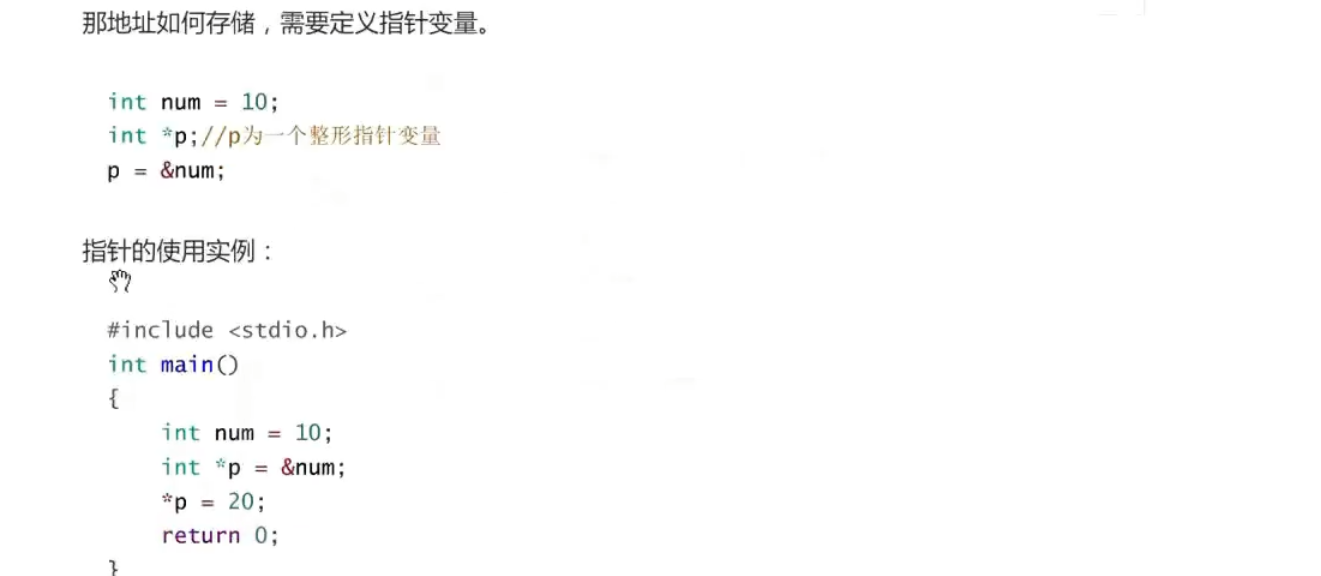 那地址如何存储，需要定义指针变量。
int num = 10;
int *p;//p为一个整形指针变量
p = &num;
指针的使用实例：
#include <stdio.h>
int main()
{
    int num = 10;
    int *p = &num;
    *p = 20;
    return 0;
}